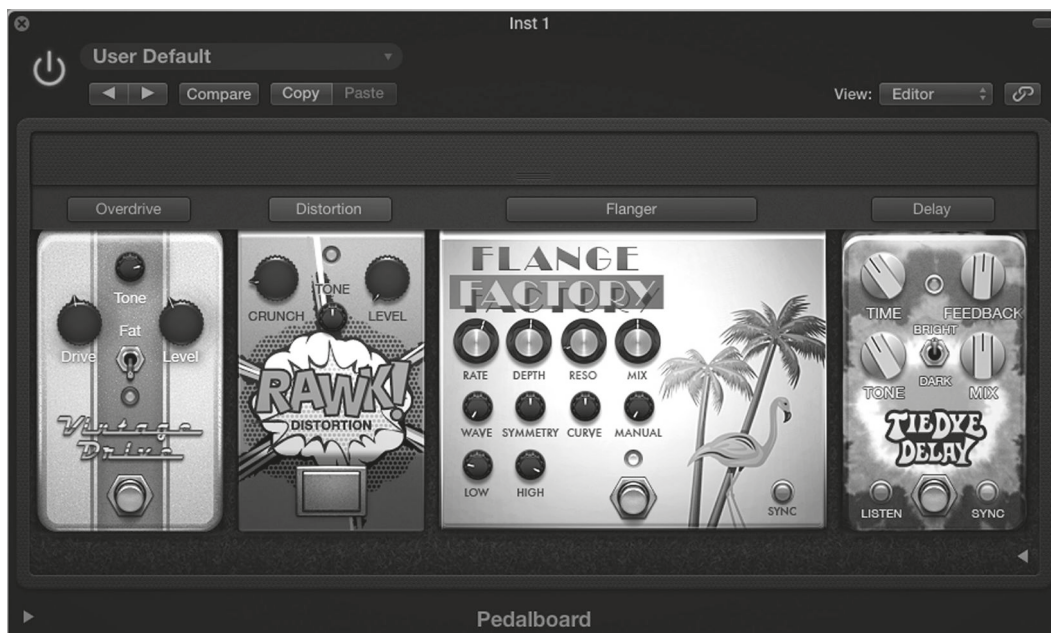 Inst 1
User Default
Compare Copy Paste
View: Editor
Overdrive Distortion Flanger Delay
Tone
Fat
Drive Level
Vintage
Drive
TONE
CRUNCH LEVEL
RAWK!
DISTORTION
FLANGE
FACTORY
RATE DEPTH RESO MIX
WAVE SYMMETRY CURVE MANUAL
LOW HIGH
SYNC
TIME FEEDBACK
BRIGHT
DARK
TONE MIX
TIEDYE
DELAY
LISTEN SYNC
Pedalboard